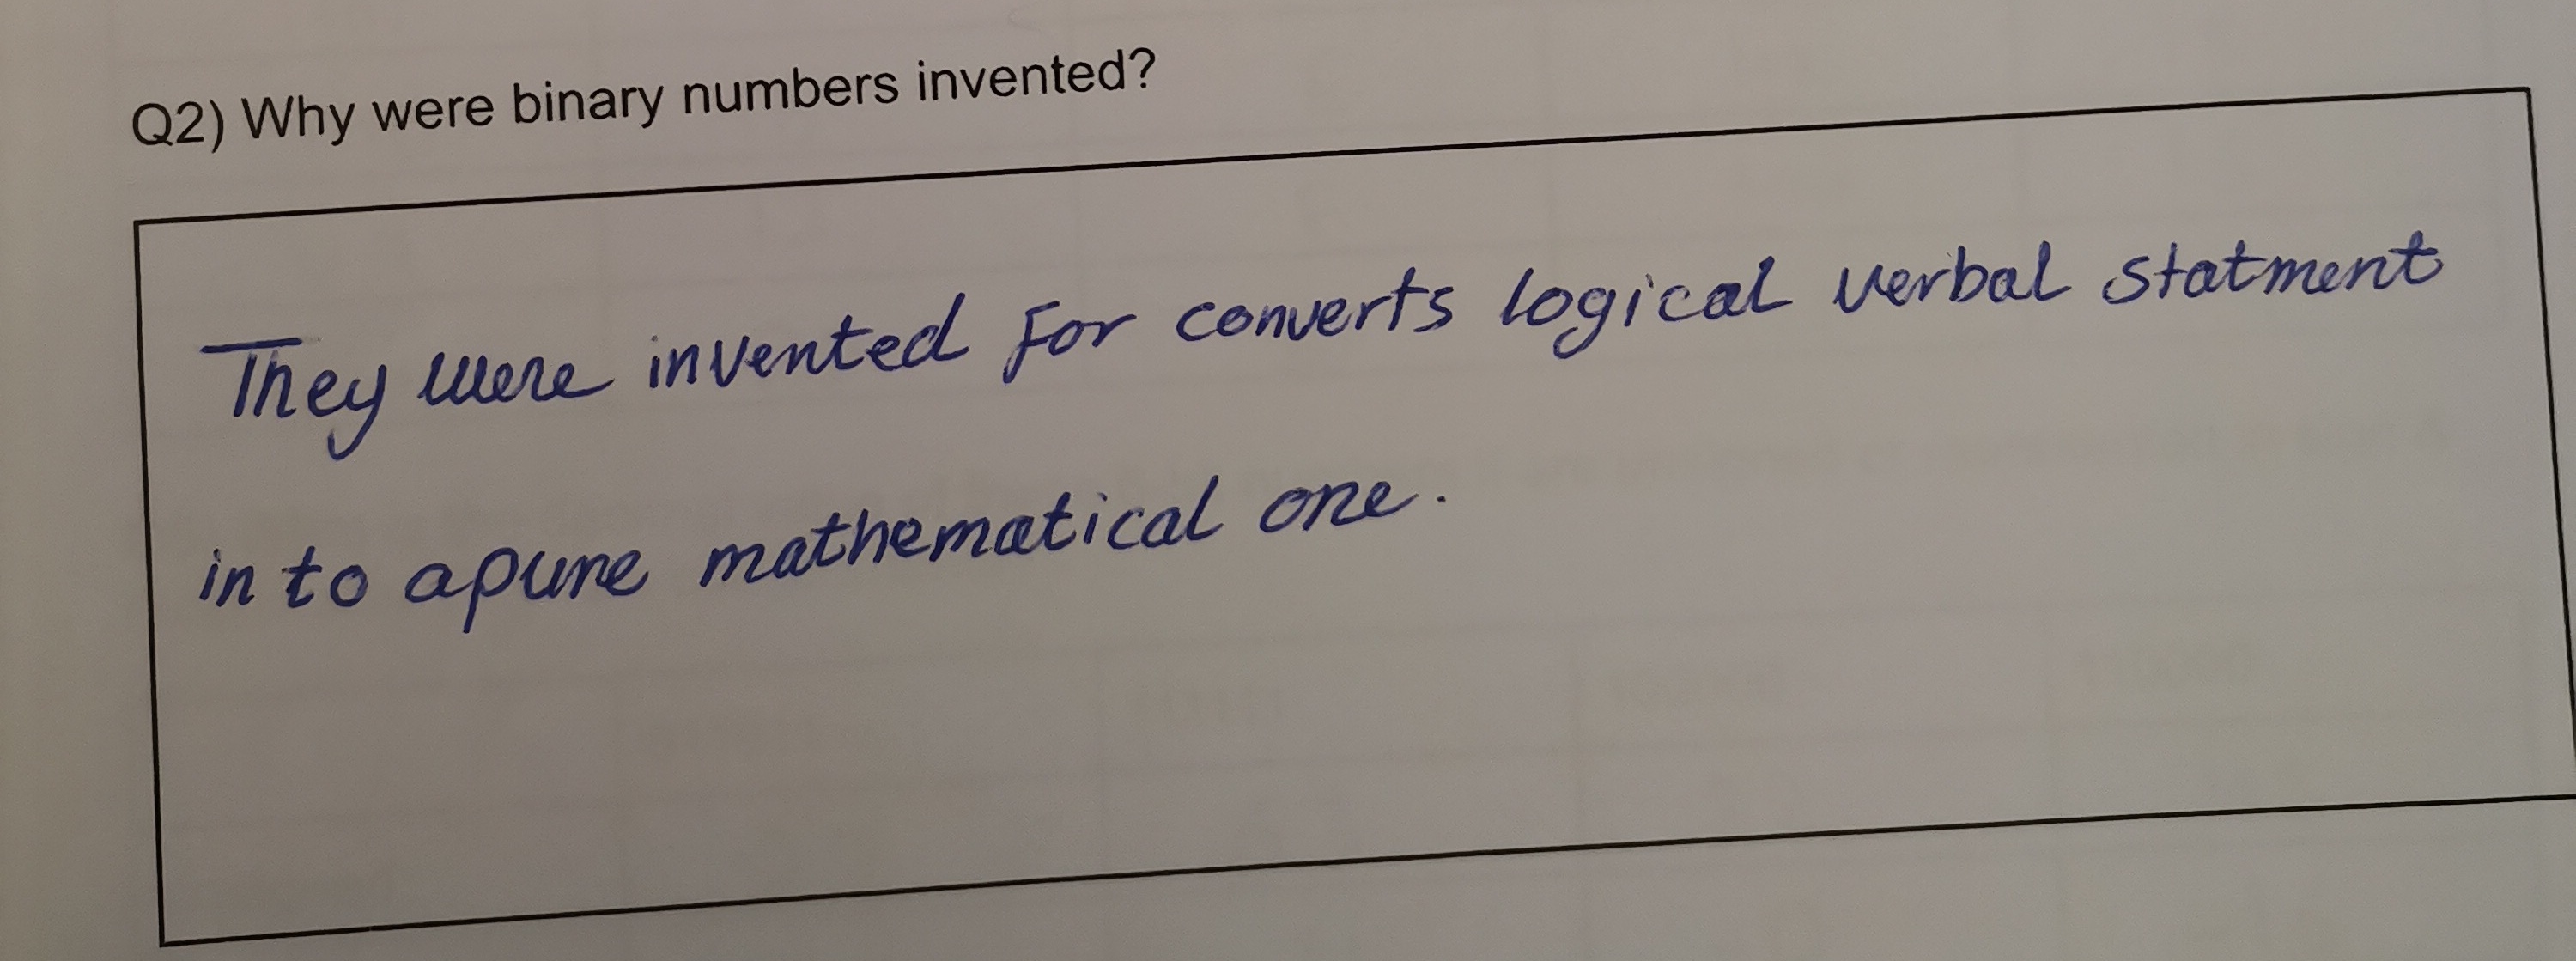 Q2) Why were binary numbers invented?
They were invented for converts logical verbal statment
in to apure mathematical one.